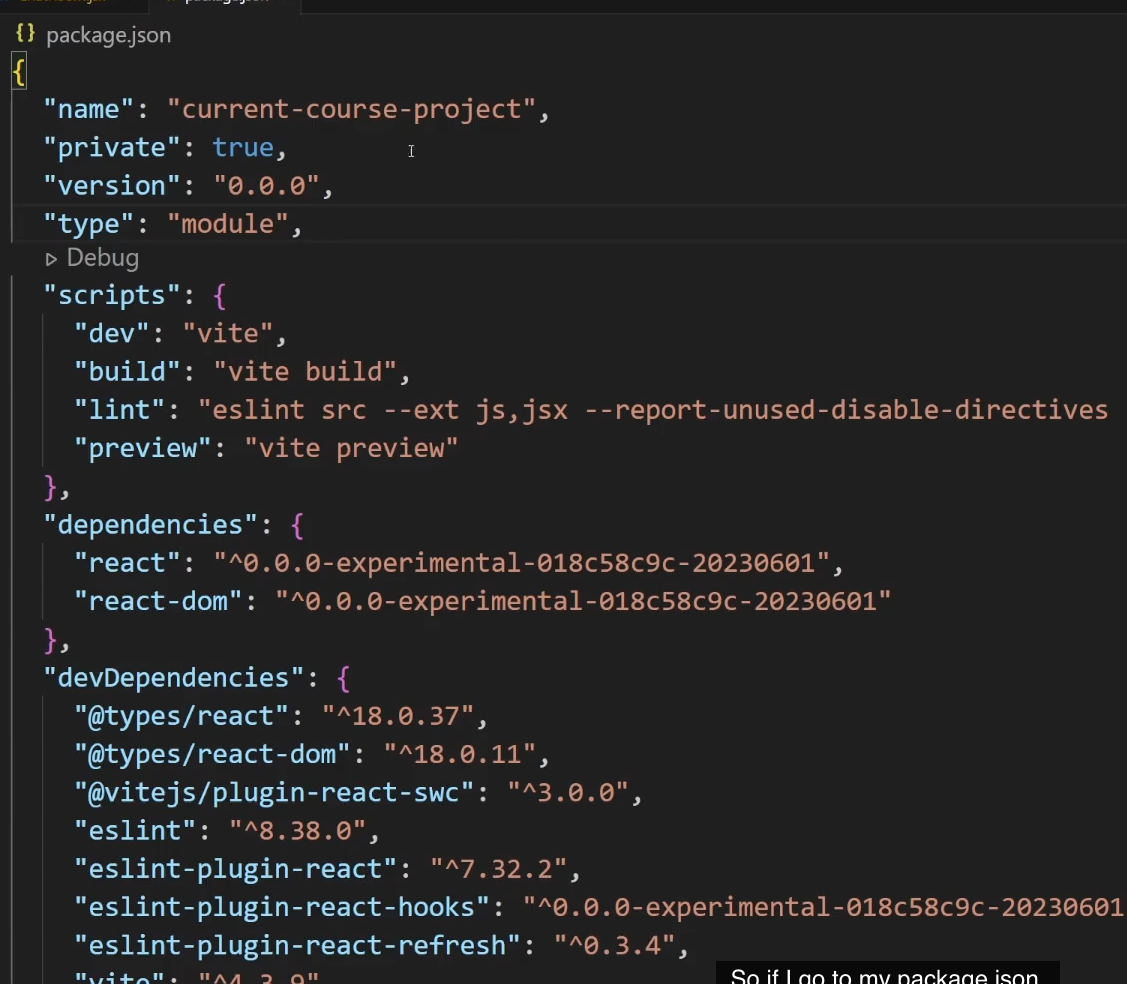 {} package.json
{
"name": "current-course-project",
"private": true,
"version": "0.0.0",
"type": "module",
Debug
"scripts": {
"dev": "vite",
"build": "vite build",
"lint": "eslint src --ext js,jsx --report-unused-disable-directives
"preview": "vite preview"
},
"dependencies": {
"react": "^0.0.0-experimental-018c58c9c-20230601",
"react-dom": "^0.0.0-experimental-018c58c9c-20230601"
},
"devDependencies": {
"@types/react": "^18.0.37",
"@types/react-dom": "^18.0.11",
"@vitejs/plugin-react-swc": "^3.0.0",
"eslint": "^8.38.0",
"eslint-plugin-react": "^7.32.2",
"eslint-plugin-react-hooks": "^0.0.0-experimental-018c58c9c-20230601
"eslint-plugin-react-refresh": "^0.3.4",
"vite": "^4.3.9"
So if I go to my package.json